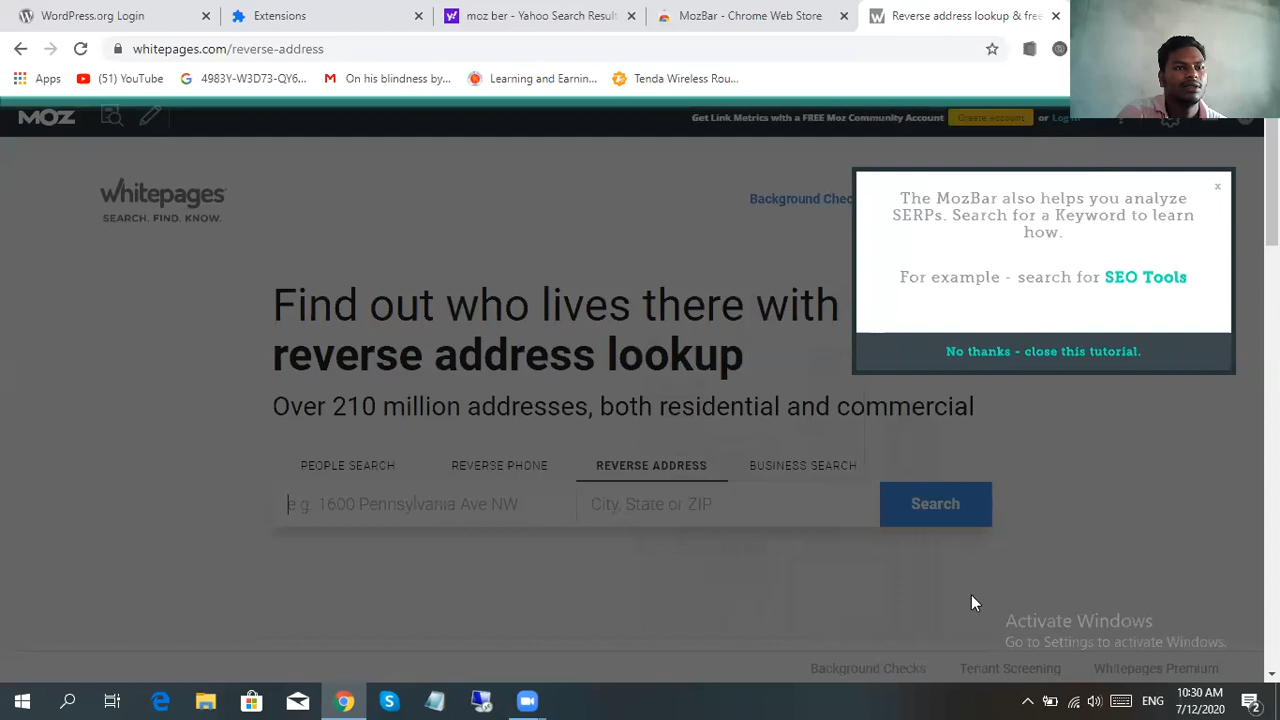 WordPress.org Login
Extensions
moz ber - Yahoo Search Result
MozBar - Chrome Web Store
Reverse address lookup & free
whitepages.com/reverse-address
Apps
(51) YouTube
4983Y-W3D73-QY6...
On his blindness by...
Learning and Earnin...
Tenda Wireless Rou...
MOZ
Get Link Metrics with a FREE Moz Community Account
Create account
or
whitepages
SEARCH. FIND. KNOW.
Background Chec
x
The MozBar also helps you analyze
SERPs. Search for a Keyword to learn
how.
For example - search for SEO Tools
No thanks - close this tutorial.
Find out who lives there with
reverse address lookup
Over 210 million addresses, both residential and commercial
PEOPLE SEARCH
REVERSE PHONE
REVERSE ADDRESS
BUSINESS SEARCH
e.g. 1600 Pennsylvania Ave NW
City, State or ZIP
Search
Activate Windows
Go to Settings to activate Windows.
Background Checks
Tenant Screening
Whitepages Premium
ENG
10:30 AM
7/12/2020
2